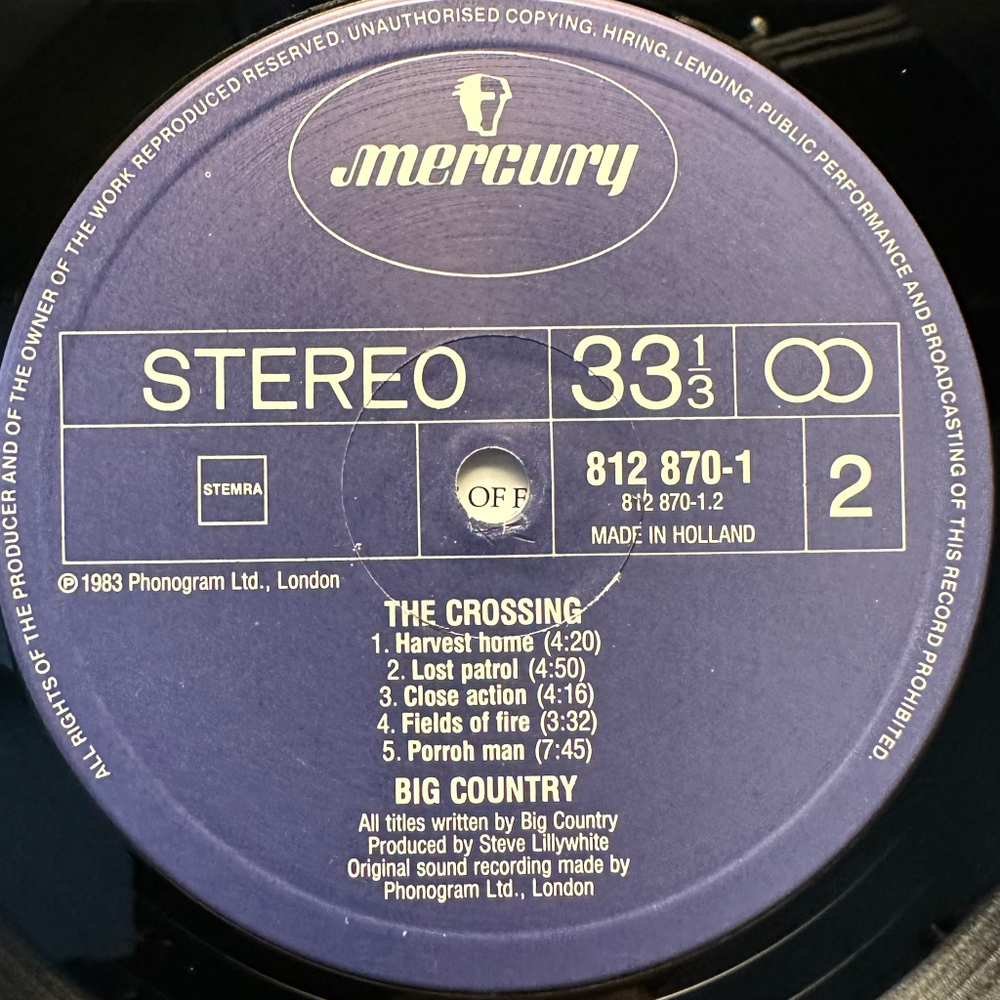 ALL RIGHTS OF THE PRODUCER AND OF THE OWNER OF THE WORK REPRODUCED RESERVED. UNAUTHORISED COPYING, HIRING, LENDING, PUBLIC PERFORMANCE AND BROADCASTING OF THIS RECORD PROHIBITED.
mercury
STEREO
33 1/3
STEMRA
OF F
812 870-1
812 870-1.2
MADE IN HOLLAND
2
℗ 1983 Phonogram Ltd., London
THE CROSSING
1. Harvest home (4:20)
2. Lost patrol (4:50)
3. Close action (4:16)
4. Fields of fire (3:32)
5. Porroh man (7:45)
BIG COUNTRY
All titles written by Big Country
Produced by Steve Lillywhite
Original sound recording made by
Phonogram Ltd., London